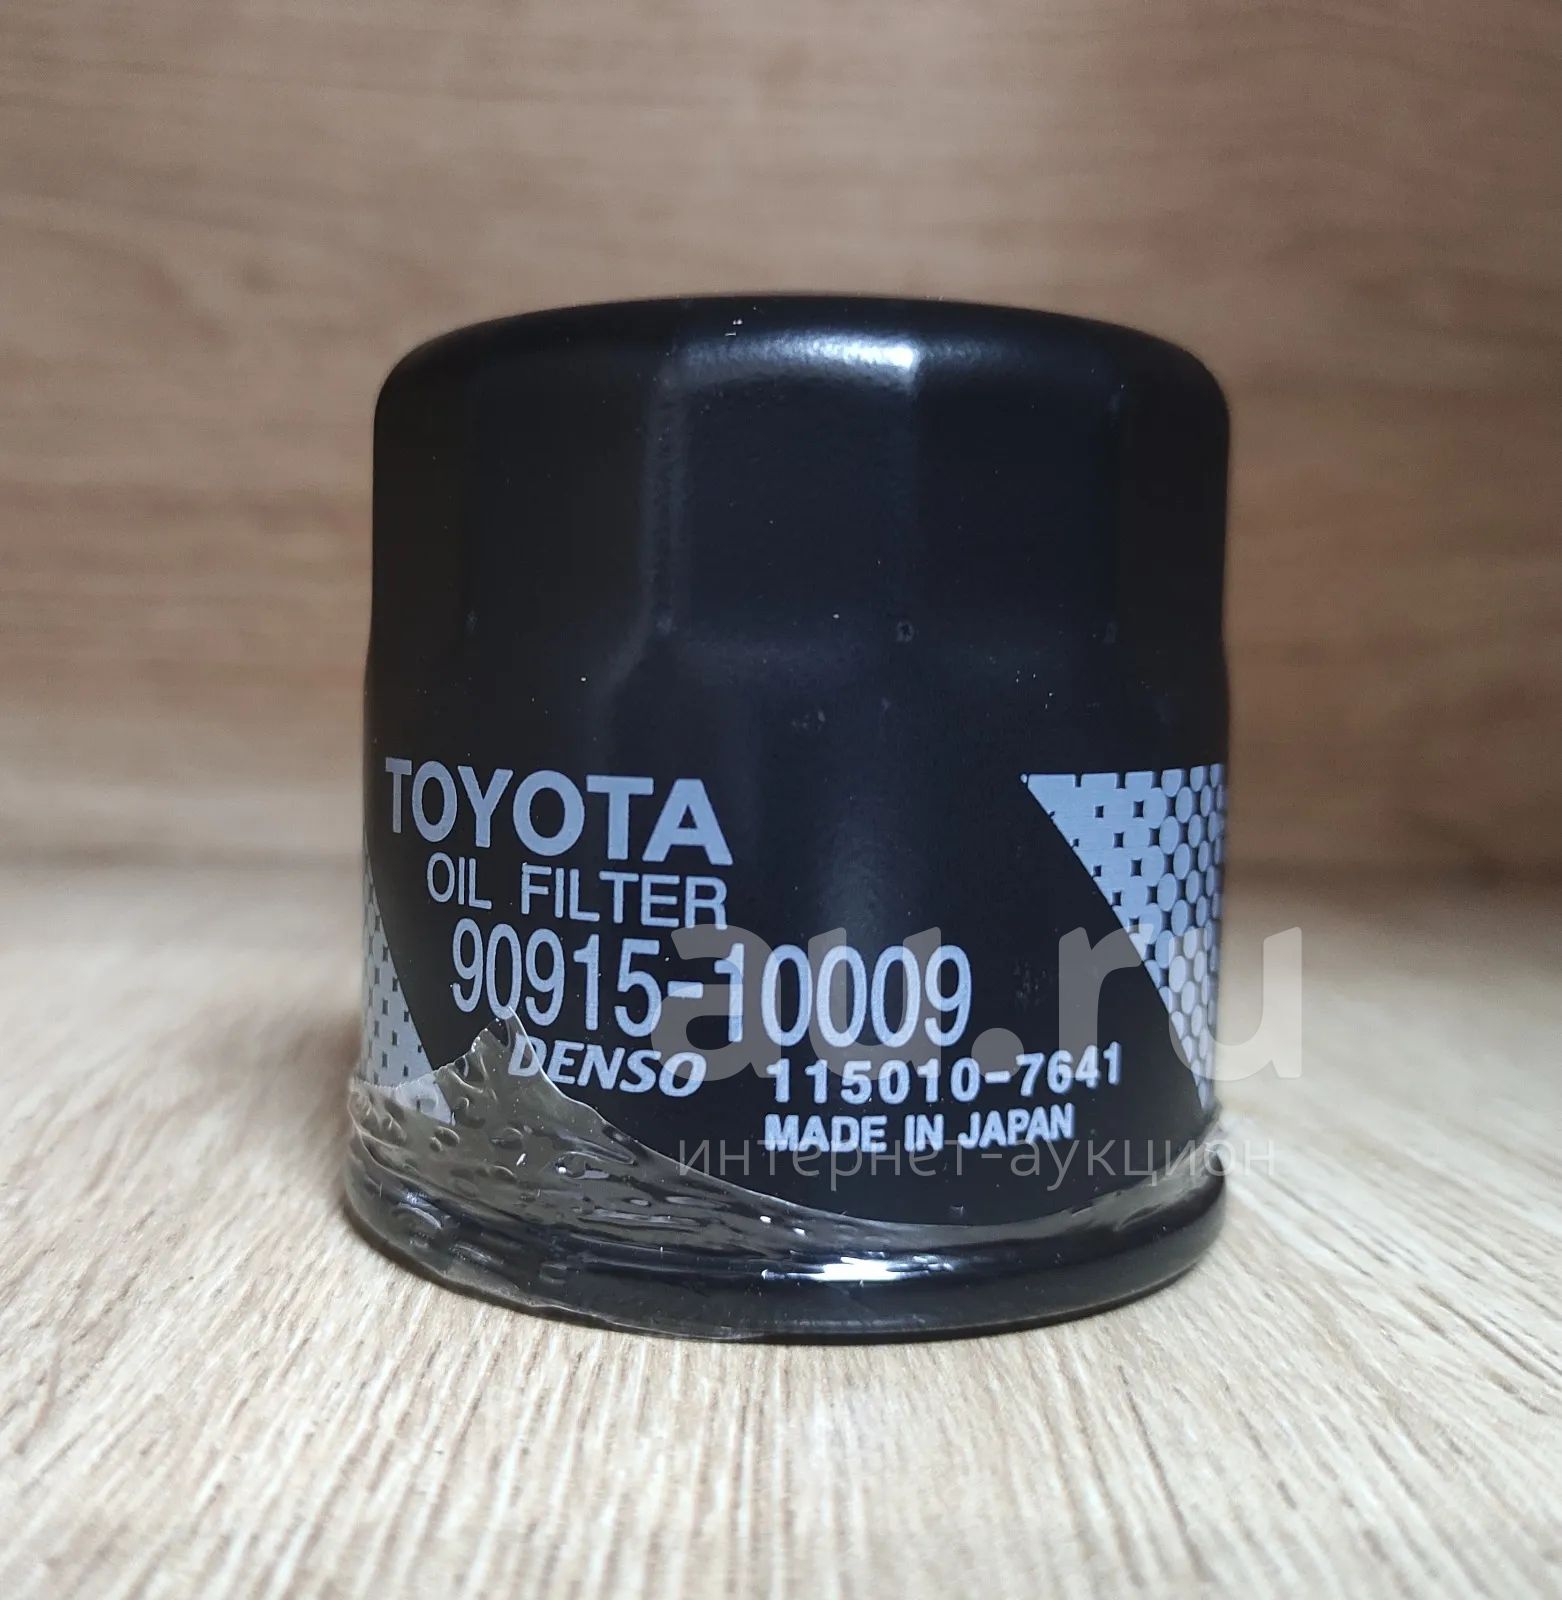 TOYOTA
OIL FILTER
90915-10009
DENSO 115010-7641
MADE IN JAPAN
au.ru
интернет-аукцион